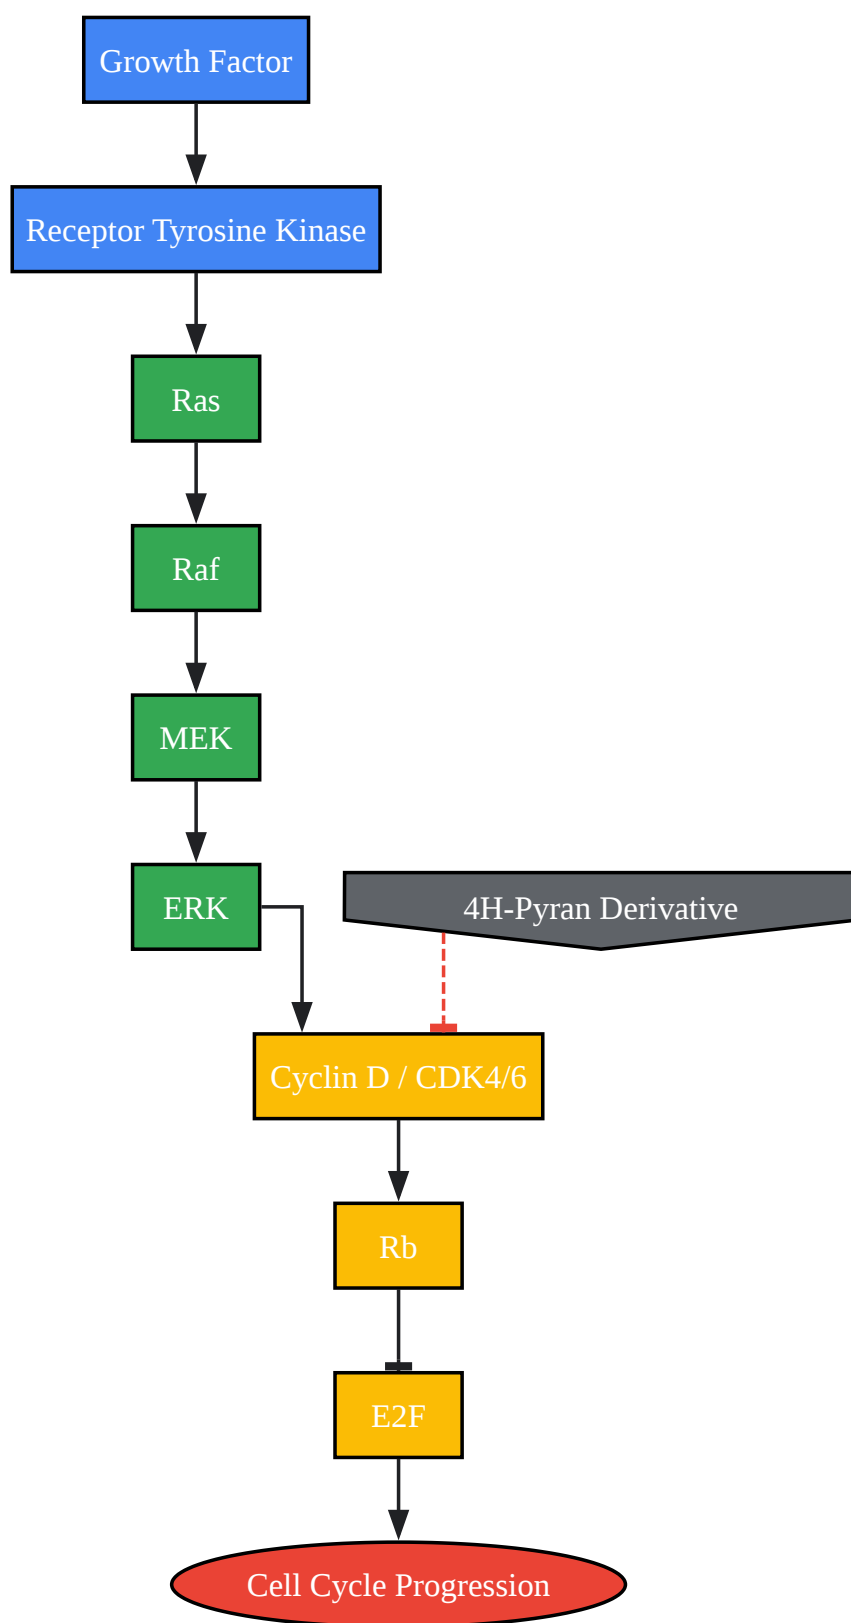 Growth Factor
Receptor Tyrosine Kinase
Ras
Raf
MEK
ERK
4H-Pyran Derivative
Cyclin D / CDK4/6
Rb
E2F
Cell Cycle Progression